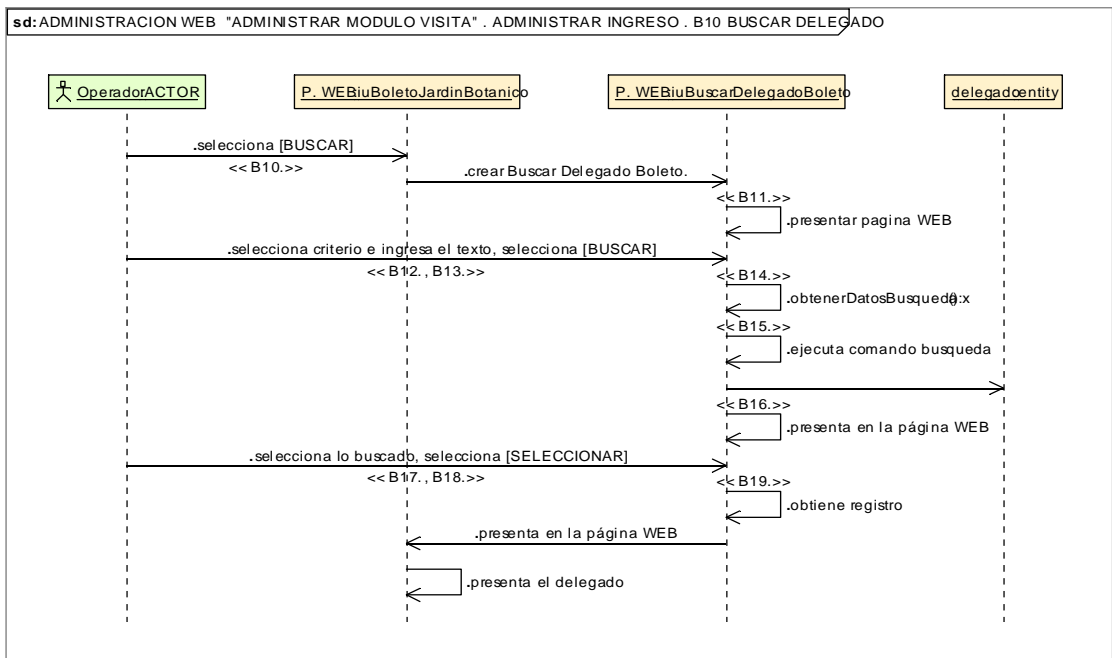 sd: ADMINISTRACION WEB "ADMINISTRAR MODULO VISITA" . ADMINISTRAR INGRESO . B10 BUSCAR DELEGADO
OperadorACTOR
P. WEBiuBoletoJardinBotanico
P. WEBiuBuscarDelegadoBoleto
delegadoentity
.selecciona [BUSCAR]
<< B10.>>
.crear Buscar Delegado Boleto.
<< B11.>>
.presentar pagina WEB
.selecciona criterio e ingresa el texto, selecciona [BUSCAR]
<< B12. , B13.>>
<< B14.>>
.obtenerDatosBusqueda():x
<< B15.>>
.ejecuta comando busqueda
<< B16.>>
.presenta en la página WEB
.selecciona lo buscado, selecciona [SELECCIONAR]
<< B17. , B18.>>
<< B19.>>
.obtiene registro
.presenta en la página WEB
.presenta el delegado